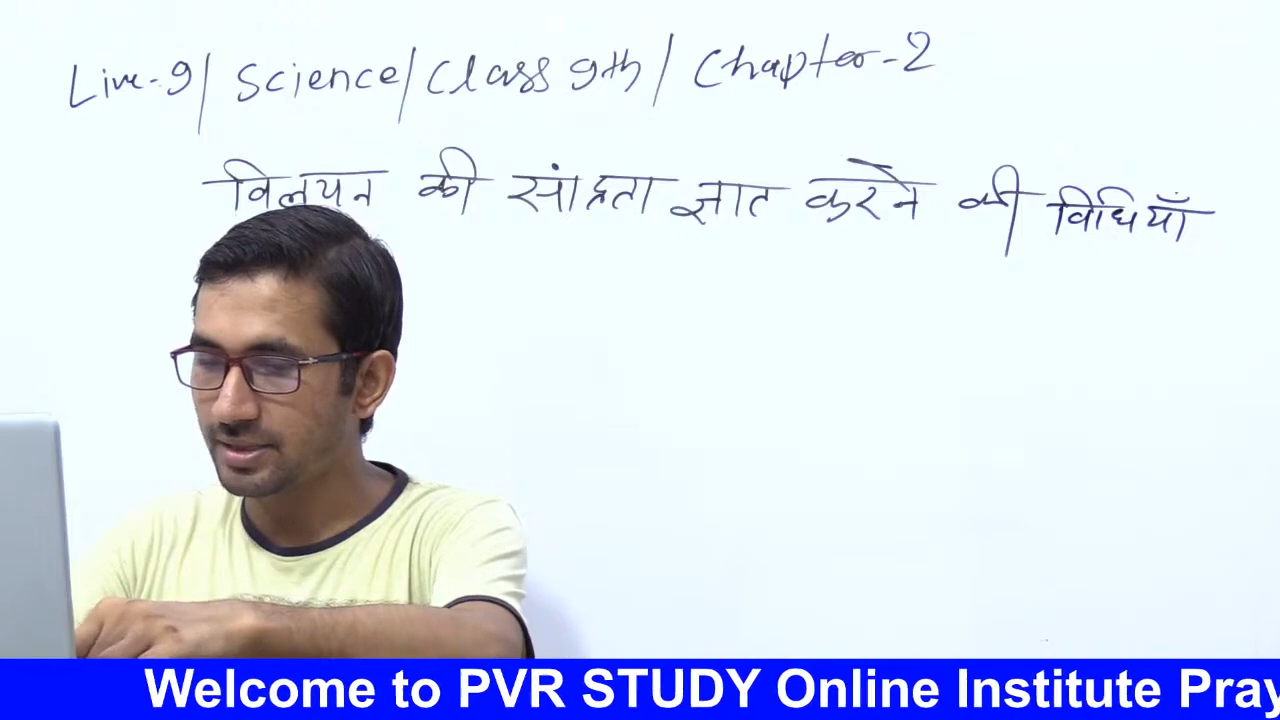 Live-9/ Science/ Class 9th/ Chapter-2
विलयन की सांद्रता ज्ञात करने की विधियाँ
Welcome to PVR STUDY Online Institute Pray